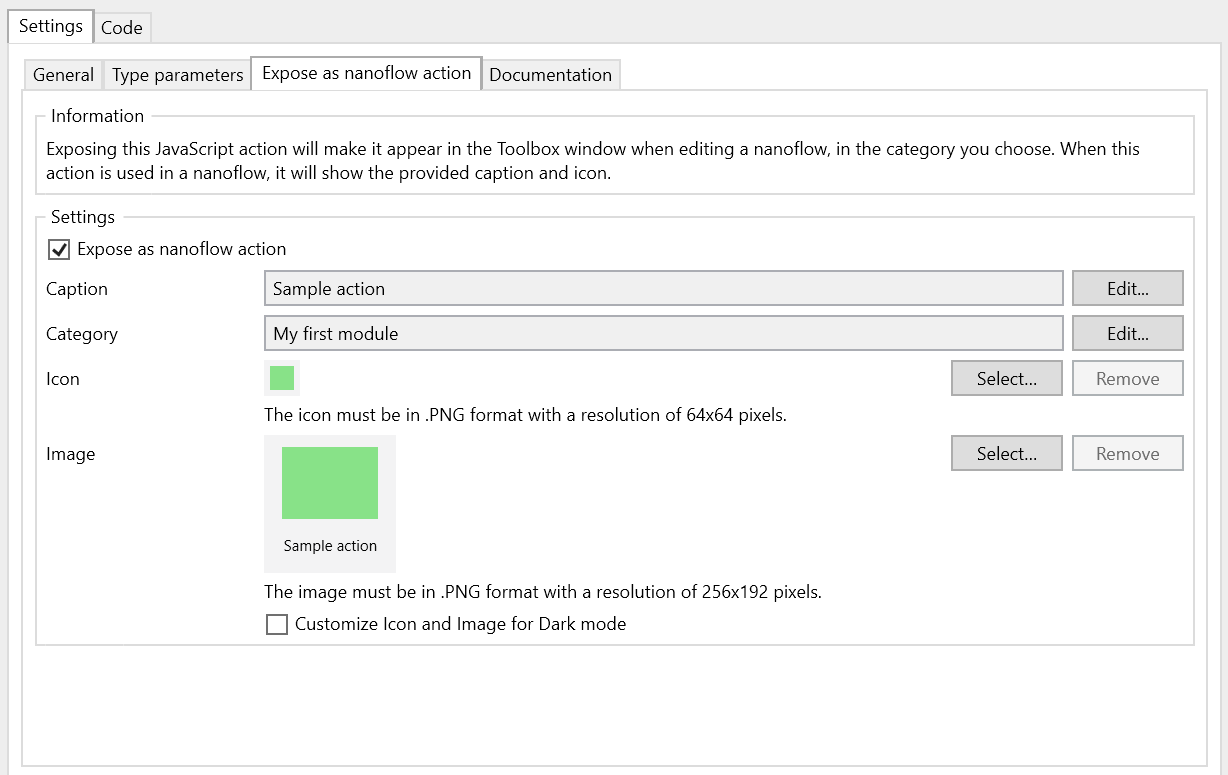 Settings Code
General Type parameters Expose as nanoflow action Documentation
Information
Exposing this JavaScript action will make it appear in the Toolbox window when editing a nanoflow, in the category you choose. When this
action is used in a nanoflow, it will show the provided caption and icon.
Settings
Expose as nanoflow action
Caption Sample action Edit...
Category My first module Edit...
Icon Select... Remove
The icon must be in .PNG format with a resolution of 64x64 pixels.
Image Select... Remove
Sample action
The image must be in .PNG format with a resolution of 256x192 pixels.
Customize Icon and Image for Dark mode